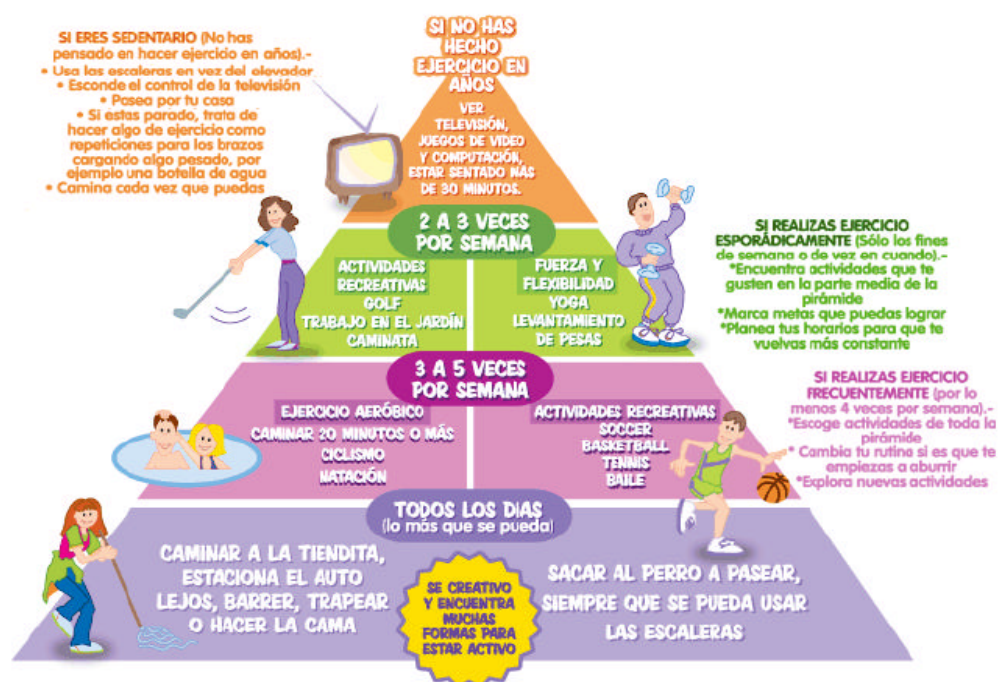 SI ERES SEDENTARIO (No has
pensado en hacer ejercicio en años).-
• Usa las escaleras en vez del elevador
• Esconde el control de la televisión
• Pasea por tu casa
• Si estas parado, trata de
hacer algo de ejercicio como
repeticiones para los brazos
cargando algo pesado, por
ejemplo una botella de agua
• Camina cada vez que puedas
SI NO HAS
HECHO
EJERCICIO EN
AÑOS
VER
TELEVISIÓN,
JUEGOS DE VIDEO
Y COMPUTACIÓN,
ESTAR SENTADO MAS
DE 30 MINUTOS.
2 A 3 VECES
POR SEMANA
ACTIVIDADES
RECREATIVAS
GOLF
TRABAJO EN EL JARDÍN
CAMINATA
FUERZA Y
FLEXIBILIDAD
YOGA
LEVANTAMIENTO
DE PESAS
SI REALIZAS EJERCICIO
ESPORÁDICAMENTE (Sólo los fines
de semana o de vez en cuando).-
*Encuentra actividades que te
gusten en la parte media de la
pirámide
*Marca metas que puedas lograr
*Planea tus horarios para que te
vuelvas más constante
3 A 5 VECES
POR SEMANA
EJERCICIO AERÓBICO
CAMINAR 20 MINUTOS O MÁS
CICLISMO
NATACIÓN
ACTIVIDADES RECREATIVAS
SOCCER
BASKETBALL
TENNIS
BAILE
SI REALIZAS EJERCICIO
FRECUENTEMENTE (por lo
menos 4 veces por semana).-
*Escoge actividades de toda la
pirámide
* Cambia tu rutina si es que te
empiezas a aburrir
*Explora nuevas actividades
TODOS LOS DIAS
(lo más que se pueda)
CAMINAR A LA TIENDITA,
ESTACIONA EL AUTO
LEJOS, BARRER, TRAPEAR
O HACER LA CAMA
SE CREATIVO
Y ENCUENTRA
MUCHAS
FORMAS PARA
ESTAR ACTIVO
SACAR AL PERRO A PASEAR,
SIEMPRE QUE SE PUEDA USAR
LAS ESCALERAS